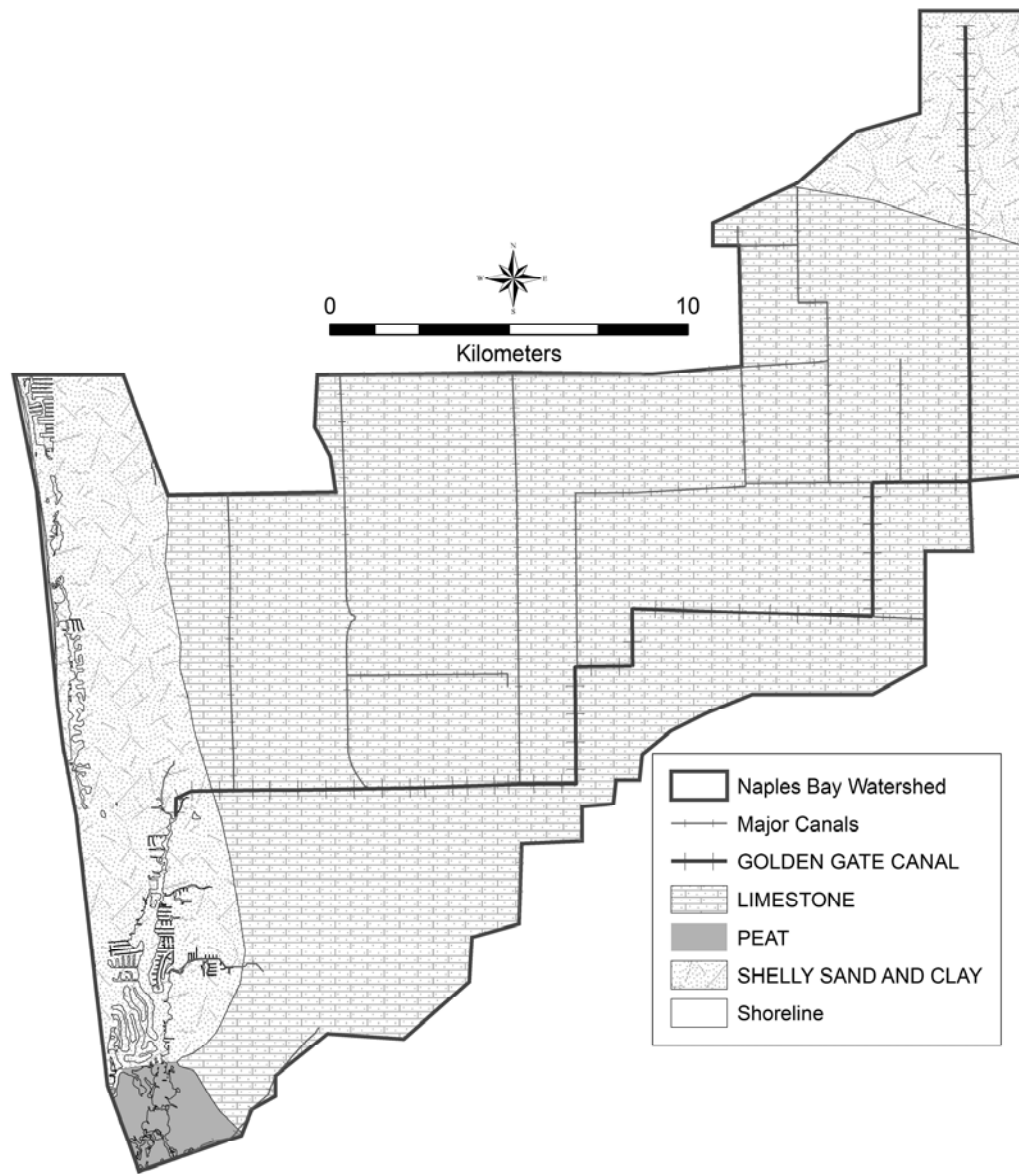 N
W E
S
0 10
Kilometers
Naples Bay Watershed
Major Canals
GOLDEN GATE CANAL
LIMESTONE
PEAT
SHELLY SAND AND CLAY
Shoreline